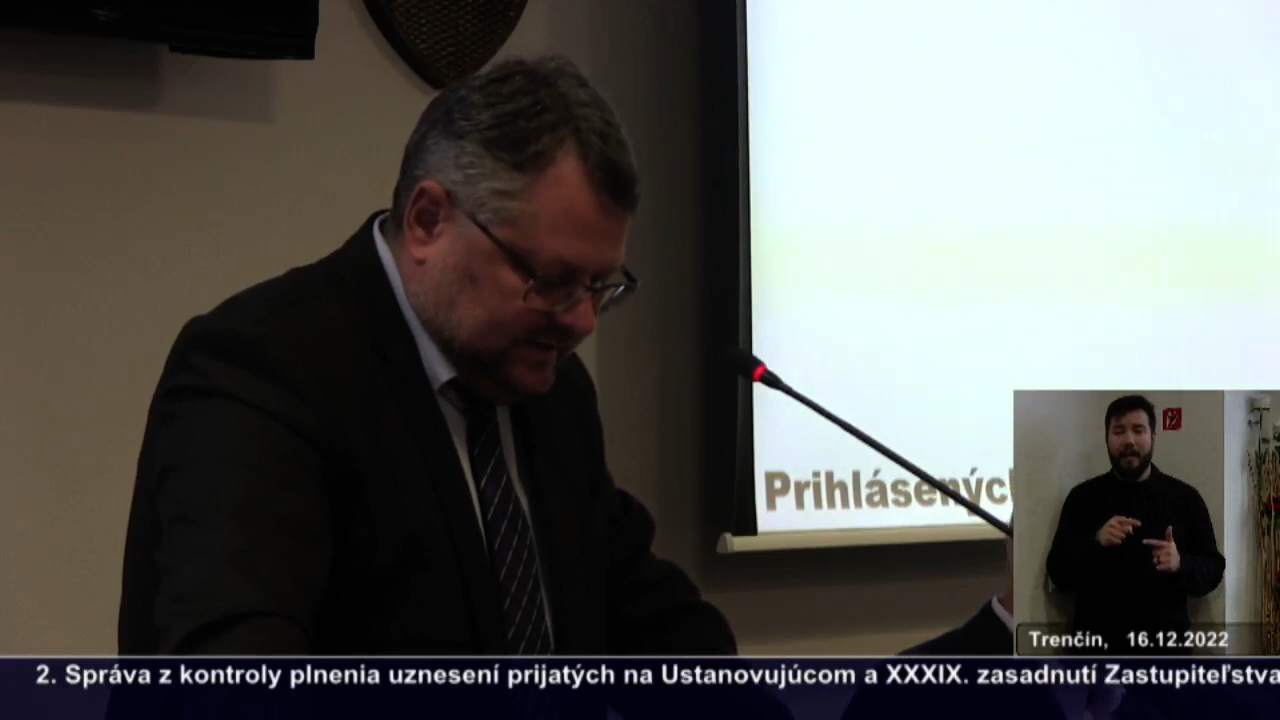 Prihlásených
Trenčín, 16.12.2022
2. Správa z kontroly plnenia uznesení prijatých na Ustanovujúcom a XXXIX. zasadnutí Zastupiteľstva